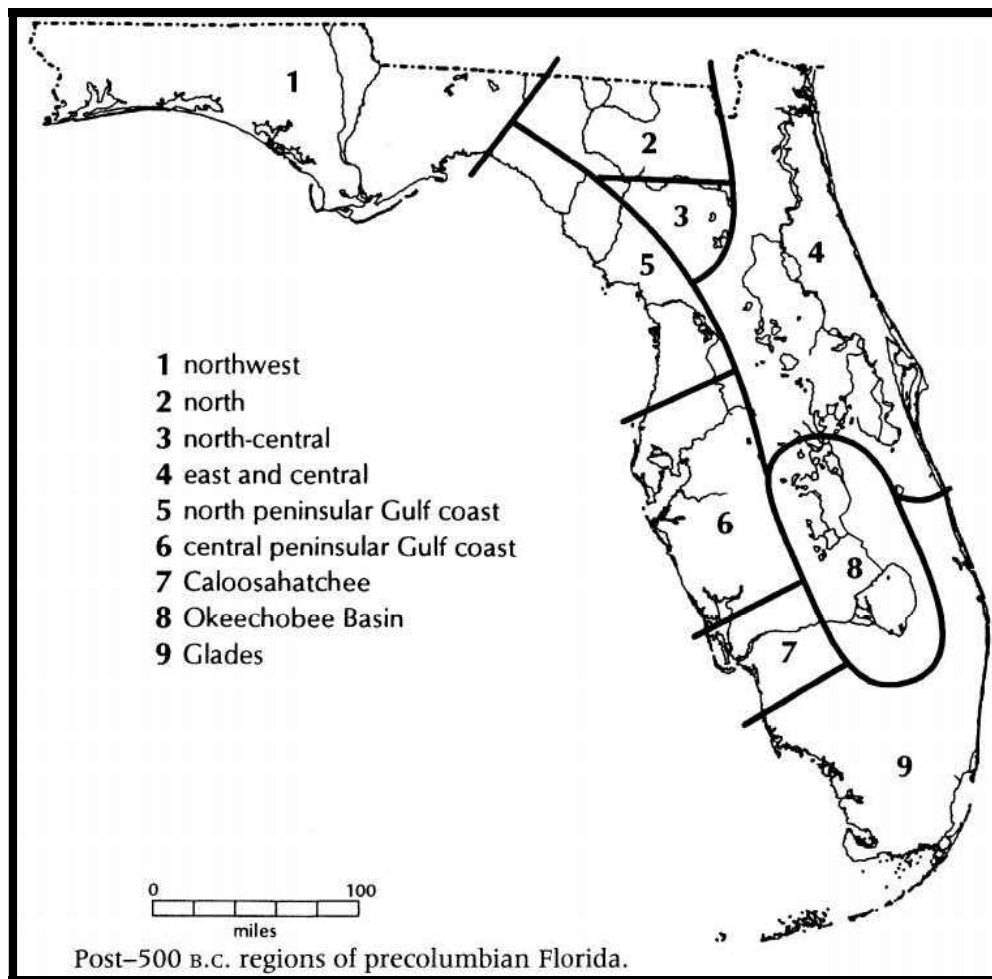 1
2
3
4
5
1 northwest
2 north
3 north-central
4 east and central
5 north peninsular Gulf coast
6 central peninsular Gulf coast
7 Caloosahatchee
8 Okeechobee Basin
9 Glades
6
8
7
9
0 100
miles
Post–500 B.C. regions of precolumbian Florida.